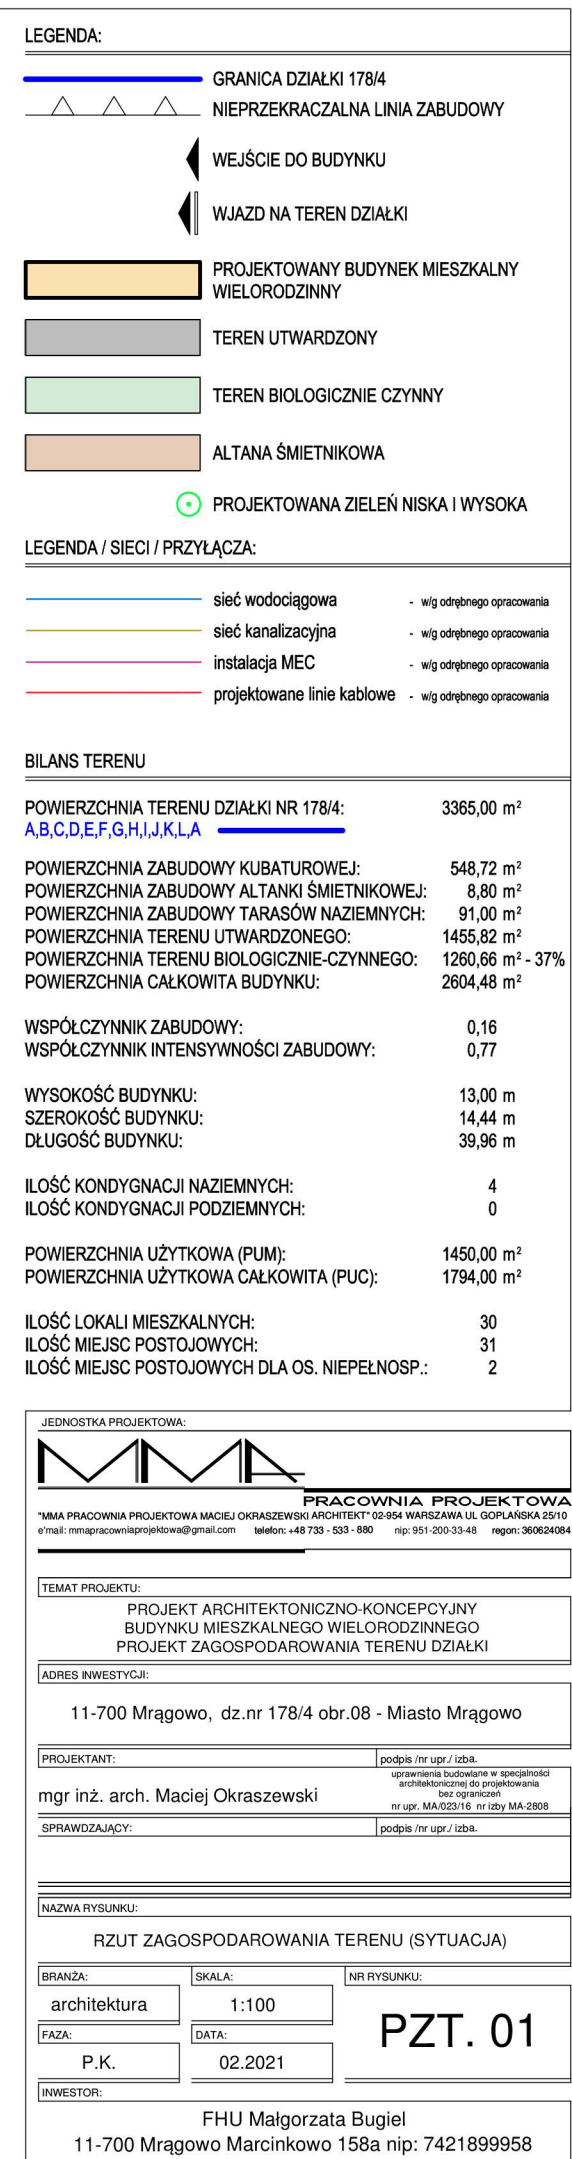 LEGENDA:
GRANICA DZIAŁKI 178/4
NIEPRZEKRACZALNA LINIA ZABUDOWY
WEJŚCIE DO BUDYNKU
WJAZD NA TEREN DZIAŁKI
PROJEKTOWANY BUDYNEK MIESZKALNY
WIELORODZINNY
TEREN UTWARDZONY
TEREN BIOLOGICZNIE CZYNNY
ALTANA ŚMIETNIKOWA
PROJEKTOWANA ZIELEŃ NISKA I WYSOKA
LEGENDA / SIECI / PRZYŁĄCZA:
sieć wodociągowa - w/g odrębnego opracowania
sieć kanalizacyjna - w/g odrębnego opracowania
instalacja MEC - w/g odrębnego opracowania
projektowane linie kablowe - w/g odrębnego opracowania
BILANS TERENU
POWIERZCHNIA TERENU DZIAŁKI NR 178/4: 3365,00 m²
A,B,C,D,E,F,G,H,I,J,K,L,A
POWIERZCHNIA ZABUDOWY KUBATUROWEJ: 548,72 m²
POWIERZCHNIA ZABUDOWY ALTANKI ŚMIETNIKOWEJ: 8,80 m²
POWIERZCHNIA ZABUDOWY TARASÓW NAZIEMNYCH: 91,00 m²
POWIERZCHNIA TERENU UTWARDZONEGO: 1455,82 m²
POWIERZCHNIA TERENU BIOLOGICZNIE-CZYNNEGO: 1260,66 m² - 37%
POWIERZCHNIA CAŁKOWITA BUDYNKU: 2604,48 m²
WSPÓŁCZYNNIK ZABUDOWY: 0,16
WSPÓŁCZYNNIK INTENSYWNOŚCI ZABUDOWY: 0,77
WYSOKOŚĆ BUDYNKU: 13,00 m
SZEROKOŚĆ BUDYNKU: 14,44 m
DŁUGOŚĆ BUDYNKU: 39,96 m
ILOŚĆ KONDYGNACJI NAZIEMNYCH: 4
ILOŚĆ KONDYGNACJI PODZIEMNYCH: 0
POWIERZCHNIA UŻYTKOWA (PUM): 1450,00 m²
POWIERZCHNIA UŻYTKOWA CAŁKOWITA (PUC): 1794,00 m²
ILOŚĆ LOKALI MIESZKALNYCH: 30
ILOŚĆ MIEJSC POSTOJOWYCH: 31
ILOŚĆ MIEJSC POSTOJOWYCH DLA OS. NIEPEŁNOSP.: 2
JEDNOSTKA PROJEKTOWA:
MMA
PRACOWNIA PROJEKTOWA
"MMA PRACOWNIA PROJEKTOWA MACIEJ OKRASZEWSKI ARCHITEKT" 02-954 WARSZAWA UL GOPLAŃSKA 25/10
e'mail: mmapracowniaprojektowa@gmail.com telefon: +48 733 - 533 - 880 nip: 951-200-33-48 regon: 360624084
TEMAT PROJEKTU:
PROJEKT ARCHITEKTONICZNO-KONCEPCYJNY
BUDYNKU MIESZKALNEGO WIELORODZINNEGO
PROJEKT ZAGOSPODAROWANIA TERENU DZIAŁKI
ADRES INWESTYCJI:
11-700 Mrągowo, dz.nr 178/4 obr.08 - Miasto Mrągowo
PROJEKTANT: podpis /nr upr./ izba.
uprawnienia budowlane w specjalności
architektonicznej do projektowania
bez ograniczeń
mgr inż. arch. Maciej Okraszewski
nr upr. MA/023/16 nr izby MA-2808
SPRAWDZAJĄCY: podpis /nr upr./ izba.
NAZWA RYSUNKU:
RZUT ZAGOSPODAROWANIA TERENU (SYTUACJA)
BRANŻA: SKALA: NR RYSUNKU:
architektura 1:100
PZT. 01
FAZA: DATA:
P.K. 02.2021
INWESTOR:
FHU Małgorzata Bugiel
11-700 Mrągowo Marcinkowo 158a nip: 7421899958